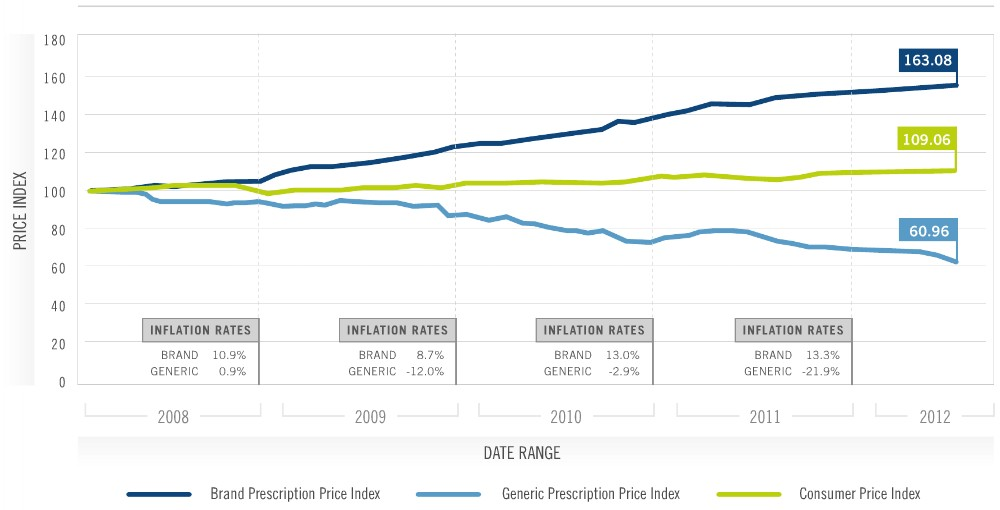 180
160
140
120
100
80
60
40
20
0
PRICE INDEX
163.08
109.06
60.96
INFLATION RATES
BRAND 10.9%
GENERIC 0.9%
INFLATION RATES
BRAND 8.7%
GENERIC -12.0%
INFLATION RATES
BRAND 13.0%
GENERIC -2.9%
INFLATION RATES
BRAND 13.3%
GENERIC -21.9%
2008 2009 2010 2011 2012
DATE RANGE
Brand Prescription Price Index Generic Prescription Price Index Consumer Price Index